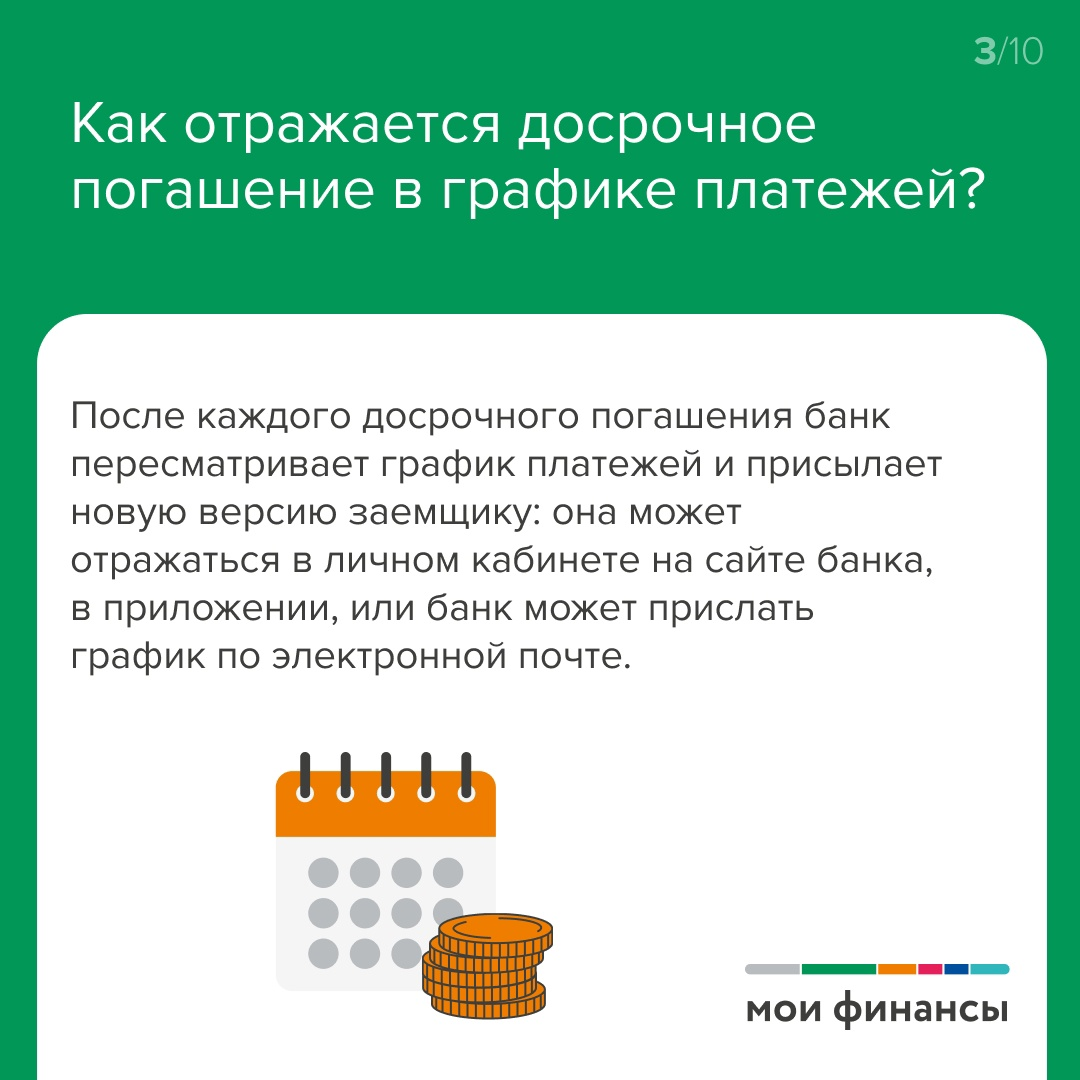 3/10
Как отражается досрочное
погашение в графике платежей?
После каждого досрочного погашения банк
пересматривает график платежей и присылает
новую версию заемщику: она может
отражаться в личном кабинете на сайте банка,
в приложении, или банк может прислать
график по электронной почте.
мои финансы